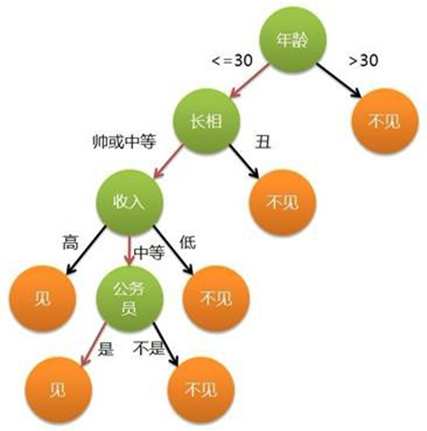 年龄
<=30
>30
长相
不见
帅或中等
丑
收入
不见
高
中等
低
见
公务
员
不见
是
不是
见
不见